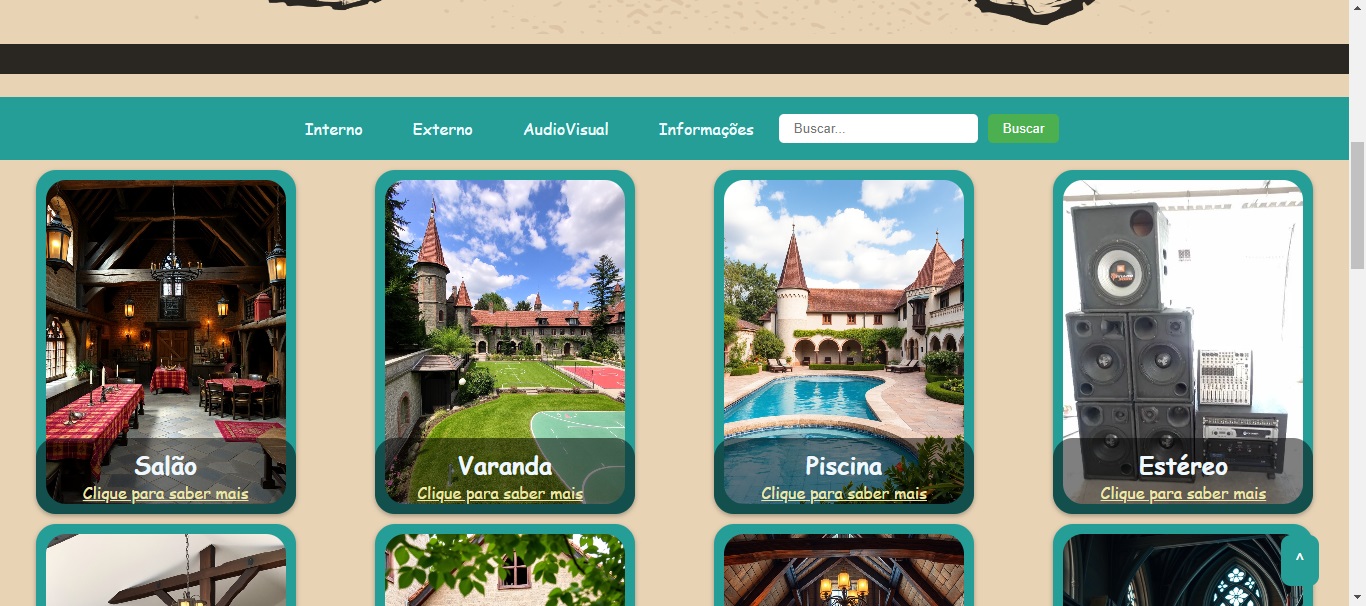 Interno Externo AudioVisual Informações Buscar... Buscar
Salão
Clique para saber mais
Varanda
Clique para saber mais
Piscina
Clique para saber mais
Estéreo
Clique para saber mais
^